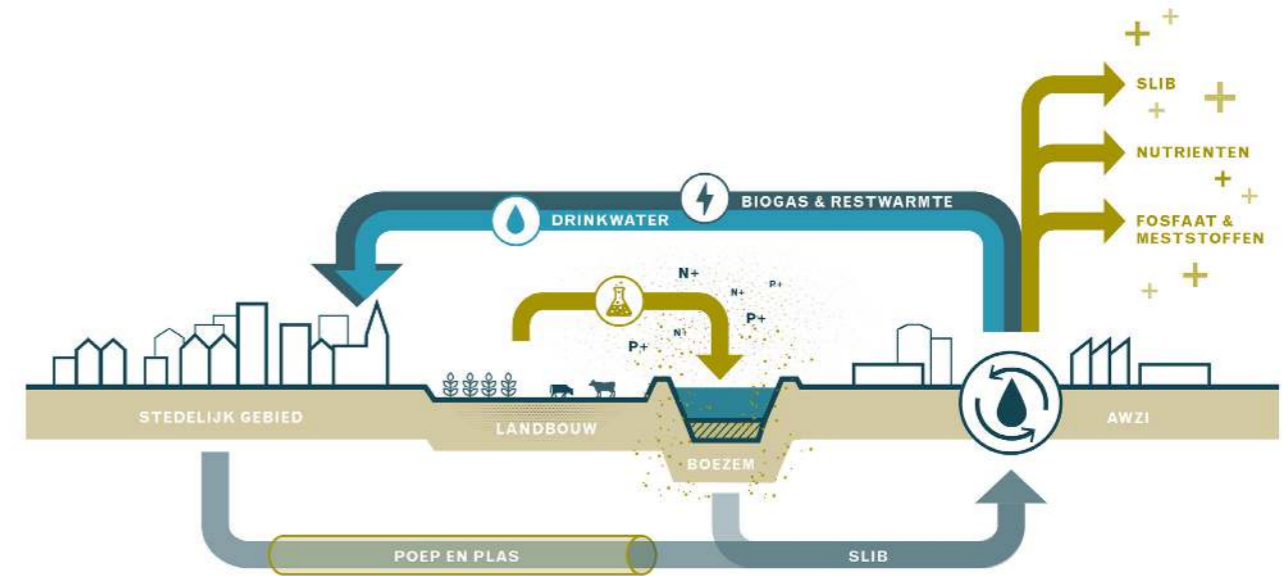 SLIB
NUTRIENTEN
FOSFAAT &
MESTSTOFFEN
BIOGAS & RESTWARMTE
DRINKWATER
N+
P+
N+
P+
N+
P+
STEDELIJK GEBIED
LANDBOUW
BOEZEM
AWZI
POEP EN PLAS
SLIB